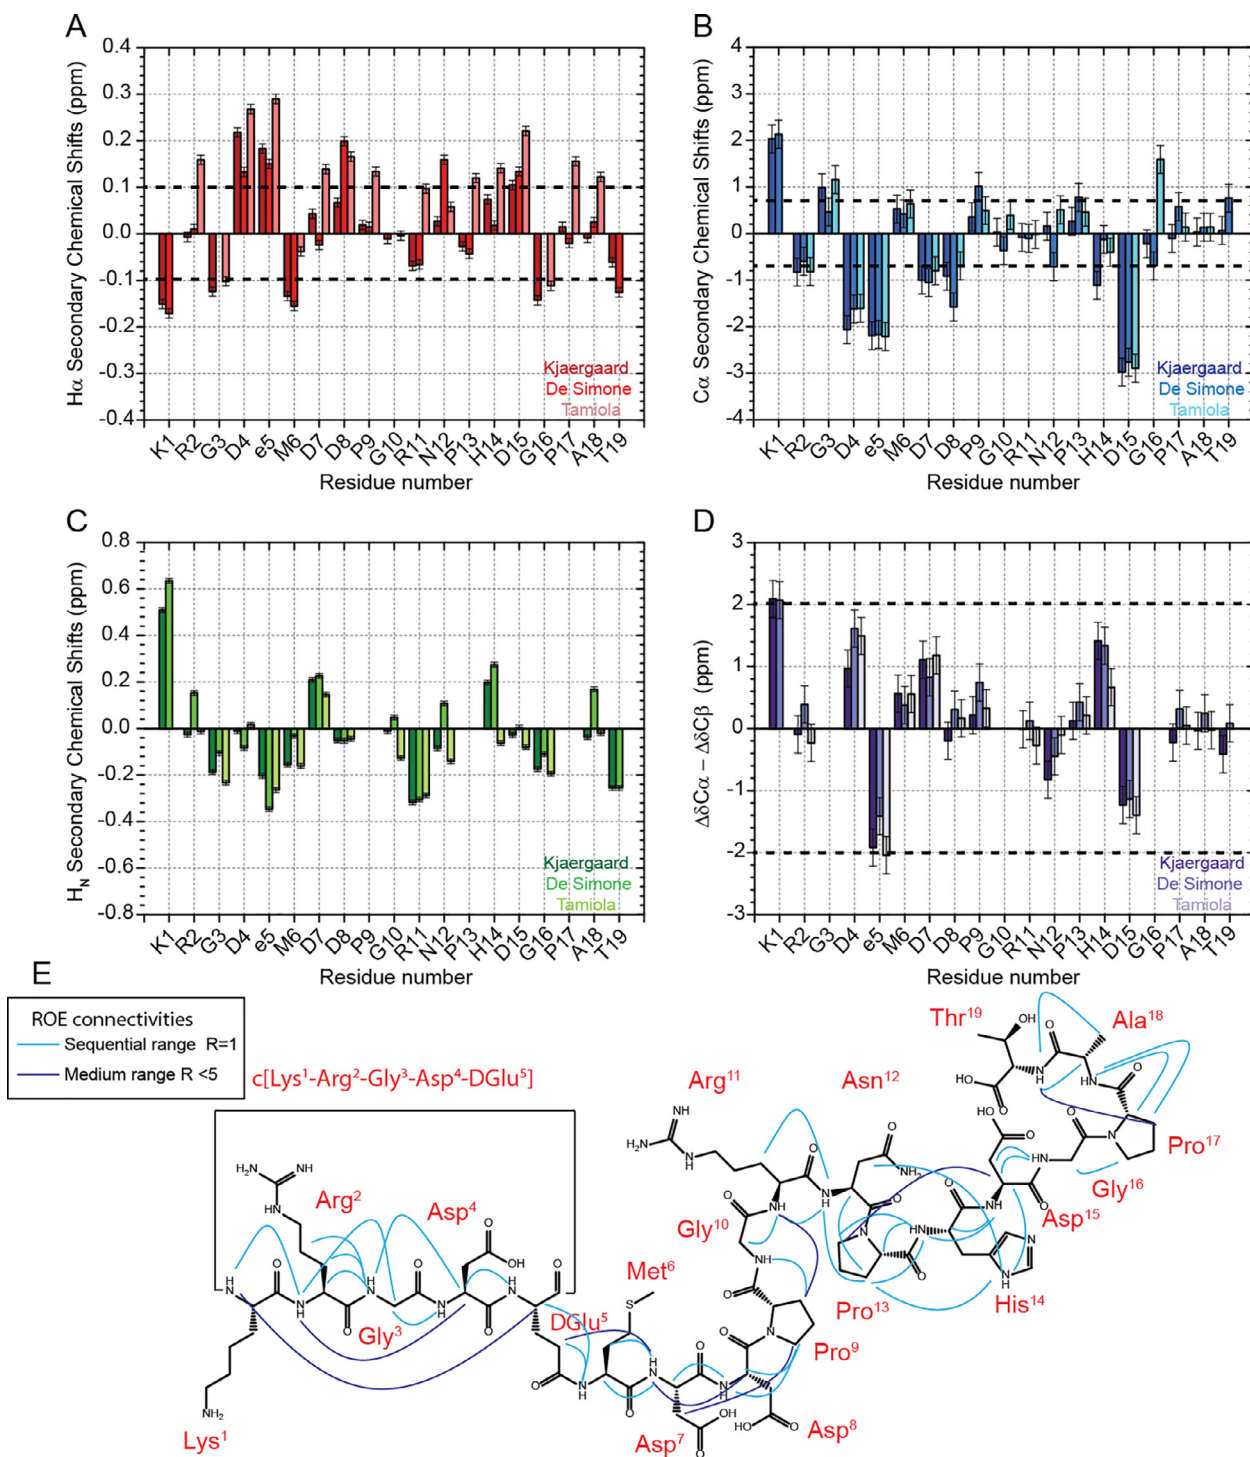 A
Hα Secondary Chemical Shifts (ppm)
0.4
0.3
0.2
0.1
0.0
-0.1
-0.2
-0.3
-0.4
Kjaergaard
De Simone
Tamiola
K1 R2 G3 D4 e5 M6 D7 D8 P9 G10 R11 N12 P13 H14 D15 G16 P17 A18 T19
Residue number
B
Cα Secondary Chemical Shifts (ppm)
4
3
2
1
0
-1
-2
-3
-4
Kjaergaard
De Simone
Tamiola
K1 R2 G3 D4 e5 M6 D7 D8 P9 G10 R11 N12 P13 H14 D15 G16 P17 A18 T19
Residue number
C
H_N Secondary Chemical Shifts (ppm)
0.8
0.6
0.4
0.2
0.0
-0.2
-0.4
-0.6
-0.8
Kjaergaard
De Simone
Tamiola
K1 R2 G3 D4 e5 M6 D7 D8 P9 G10 R11 N12 P13 H14 D15 G16 P17 A18 T19
Residue number
D
ΔδCα − ΔδCβ (ppm)
3
2
1
0
-1
-2
-3
Kjaergaard
De Simone
Tamiola
K1 R2 G3 D4 e5 M6 D7 D8 P9 G10 R11 N12 P13 H14 D15 G16 P17 A18 T19
Residue number
E
ROE connectivities
Sequential range R=1
Medium range R <5
c[Lys¹-Arg²-Gly³-Asp⁴-DGlu⁵]
Lys¹
Arg²
Gly³
Asp⁴
DGlu⁵
Met⁶
Asp⁷
Asp⁸
Pro⁹
Gly¹⁰
Arg¹¹
Asn¹²
Pro¹³
His¹⁴
Asp¹⁵
Gly¹⁶
Pro¹⁷
Ala¹⁸
Thr¹⁹